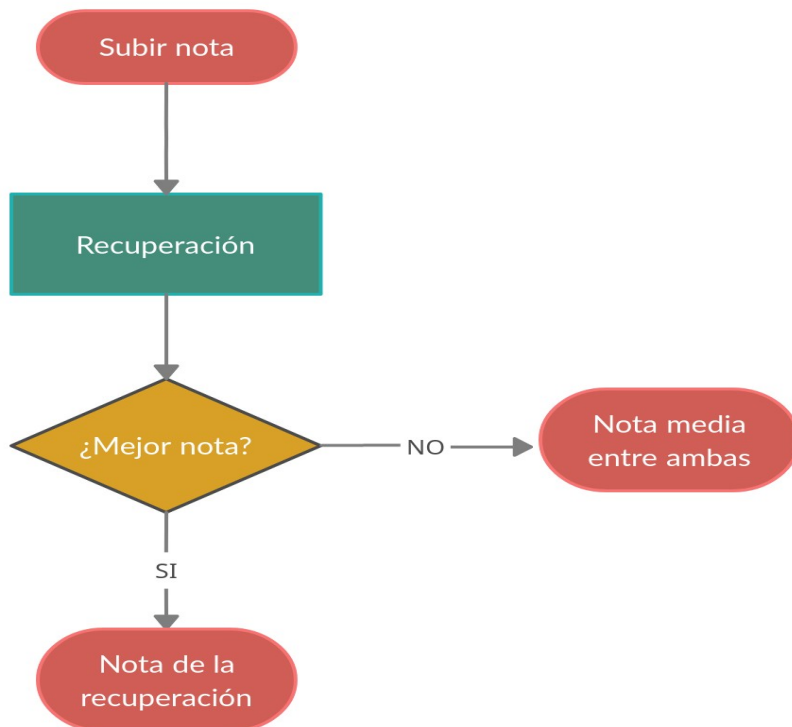 Subir nota
Recuperación
¿Mejor nota?
NO
Nota media
entre ambas
SI
Nota de la
recuperación